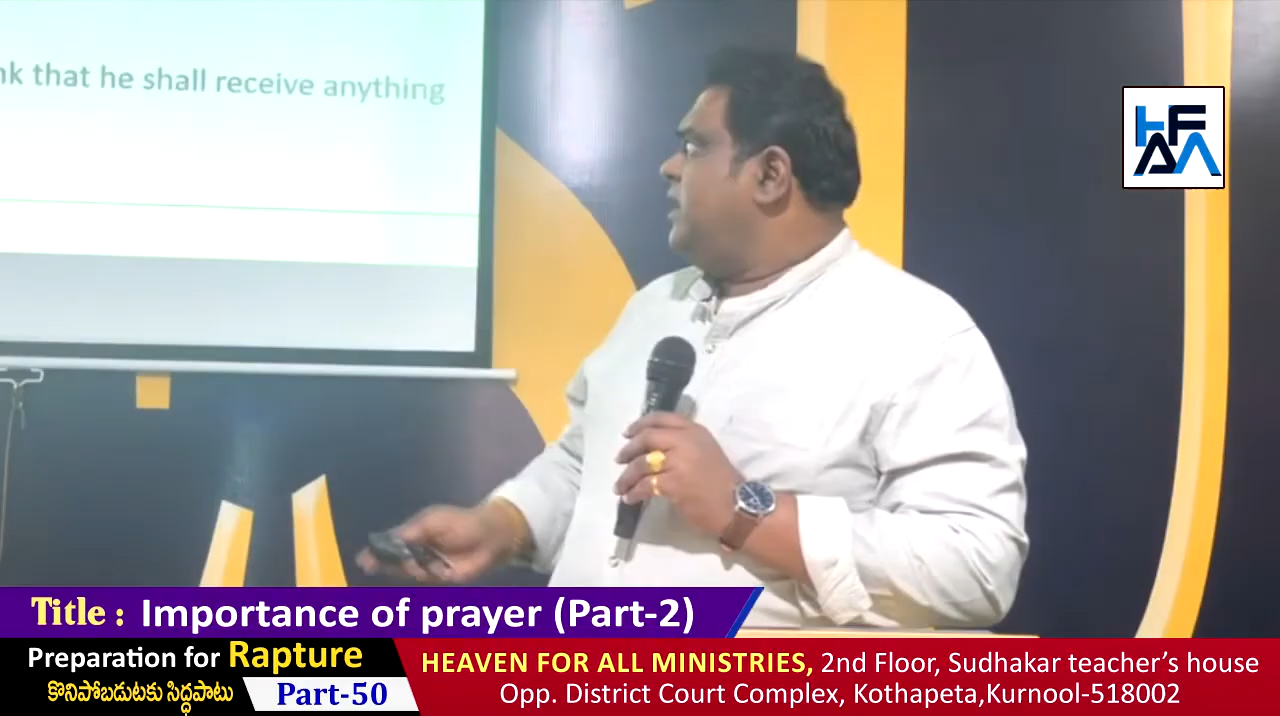 that he shall receive anything
HFAM
Title : Importance of prayer (Part-2)
Preparation for Rapture
కొనిపోబడుటకు సిద్ధపాటు
Part-50
HEAVEN FOR ALL MINISTRIES, 2nd Floor, Sudhakar teacher's house
Opp. District Court Complex, Kothapeta,Kurnool-518002